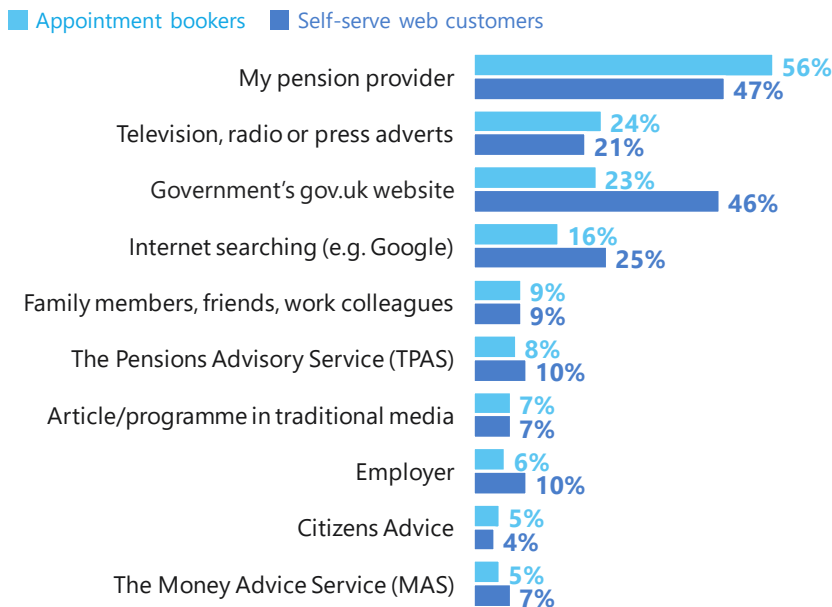 Appointment bookers Self-serve web customers
My pension provider 56%
47%
Television, radio or press adverts 24%
21%
Government’s gov.uk website 23%
46%
Internet searching (e.g. Google) 16%
25%
Family members, friends, work colleagues 9%
9%
The Pensions Advisory Service (TPAS) 8%
10%
Article/programme in traditional media 7%
7%
Employer 6%
10%
Citizens Advice 5%
4%
The Money Advice Service (MAS) 5%
7%